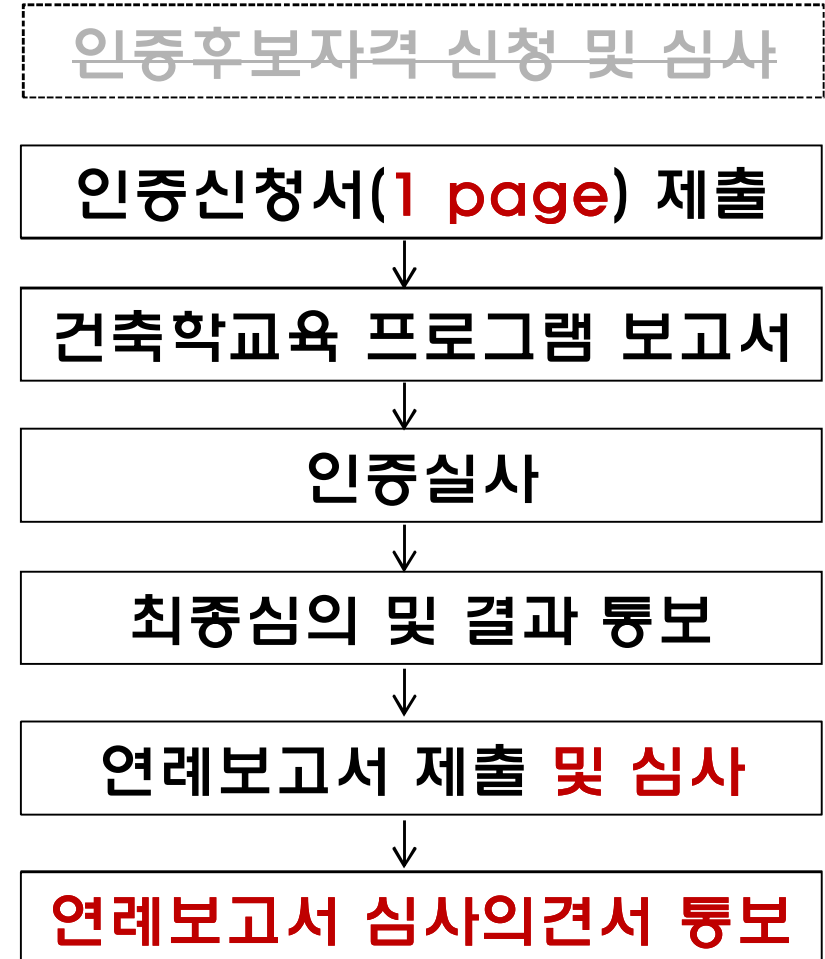 인증후보자격 신청 및 심사
인증신청서(1 page) 제출
건축학교육 프로그램 보고서
인증실사
최종심의 및 결과 통보
연례보고서 제출 및 심사
연례보고서 심사의견서 통보